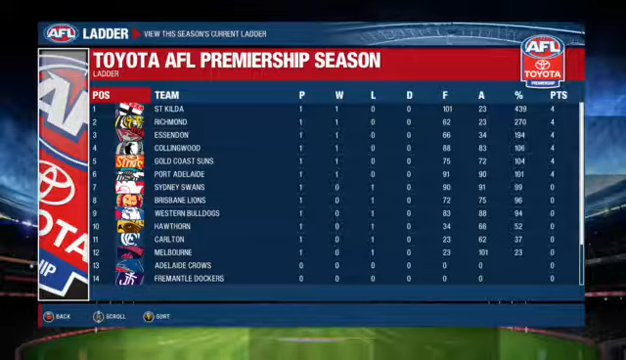 AFL LADDER VIEW THIS SEASON'S CURRENT LADDER
TOYOTA AFL PREMIERSHIP SEASON
LADDER
AFL
TOYOTA
PREMIERSHIP
POS TEAM P W L D F A % PTS
1 ST KILDA 1 1 0 0 101 23 439 4
2 RICHMOND 1 1 0 0 62 23 270 4
3 ESSENDON 1 1 0 0 66 34 194 4
4 COLLINGWOOD 1 1 0 0 88 83 106 4
5 GOLD COAST SUNS 1 1 0 0 75 72 104 4
6 PORT ADELAIDE 1 1 0 0 91 90 101 4
7 SYDNEY SWANS 1 0 1 0 90 91 99 0
8 BRISBANE LIONS 1 0 1 0 72 75 96 0
9 WESTERN BULLDOGS 1 0 1 0 83 88 94 0
10 HAWTHORN 1 0 1 0 34 66 52 0
11 CARLTON 1 0 1 0 23 62 37 0
12 MELBOURNE 1 0 1 0 23 101 23 0
13 ADELAIDE CROWS 0 0 0 0 0 0 0
14 FREMANTLE DOCKERS 0 0 0 0 0 0 0
BACK SCROLL SORT